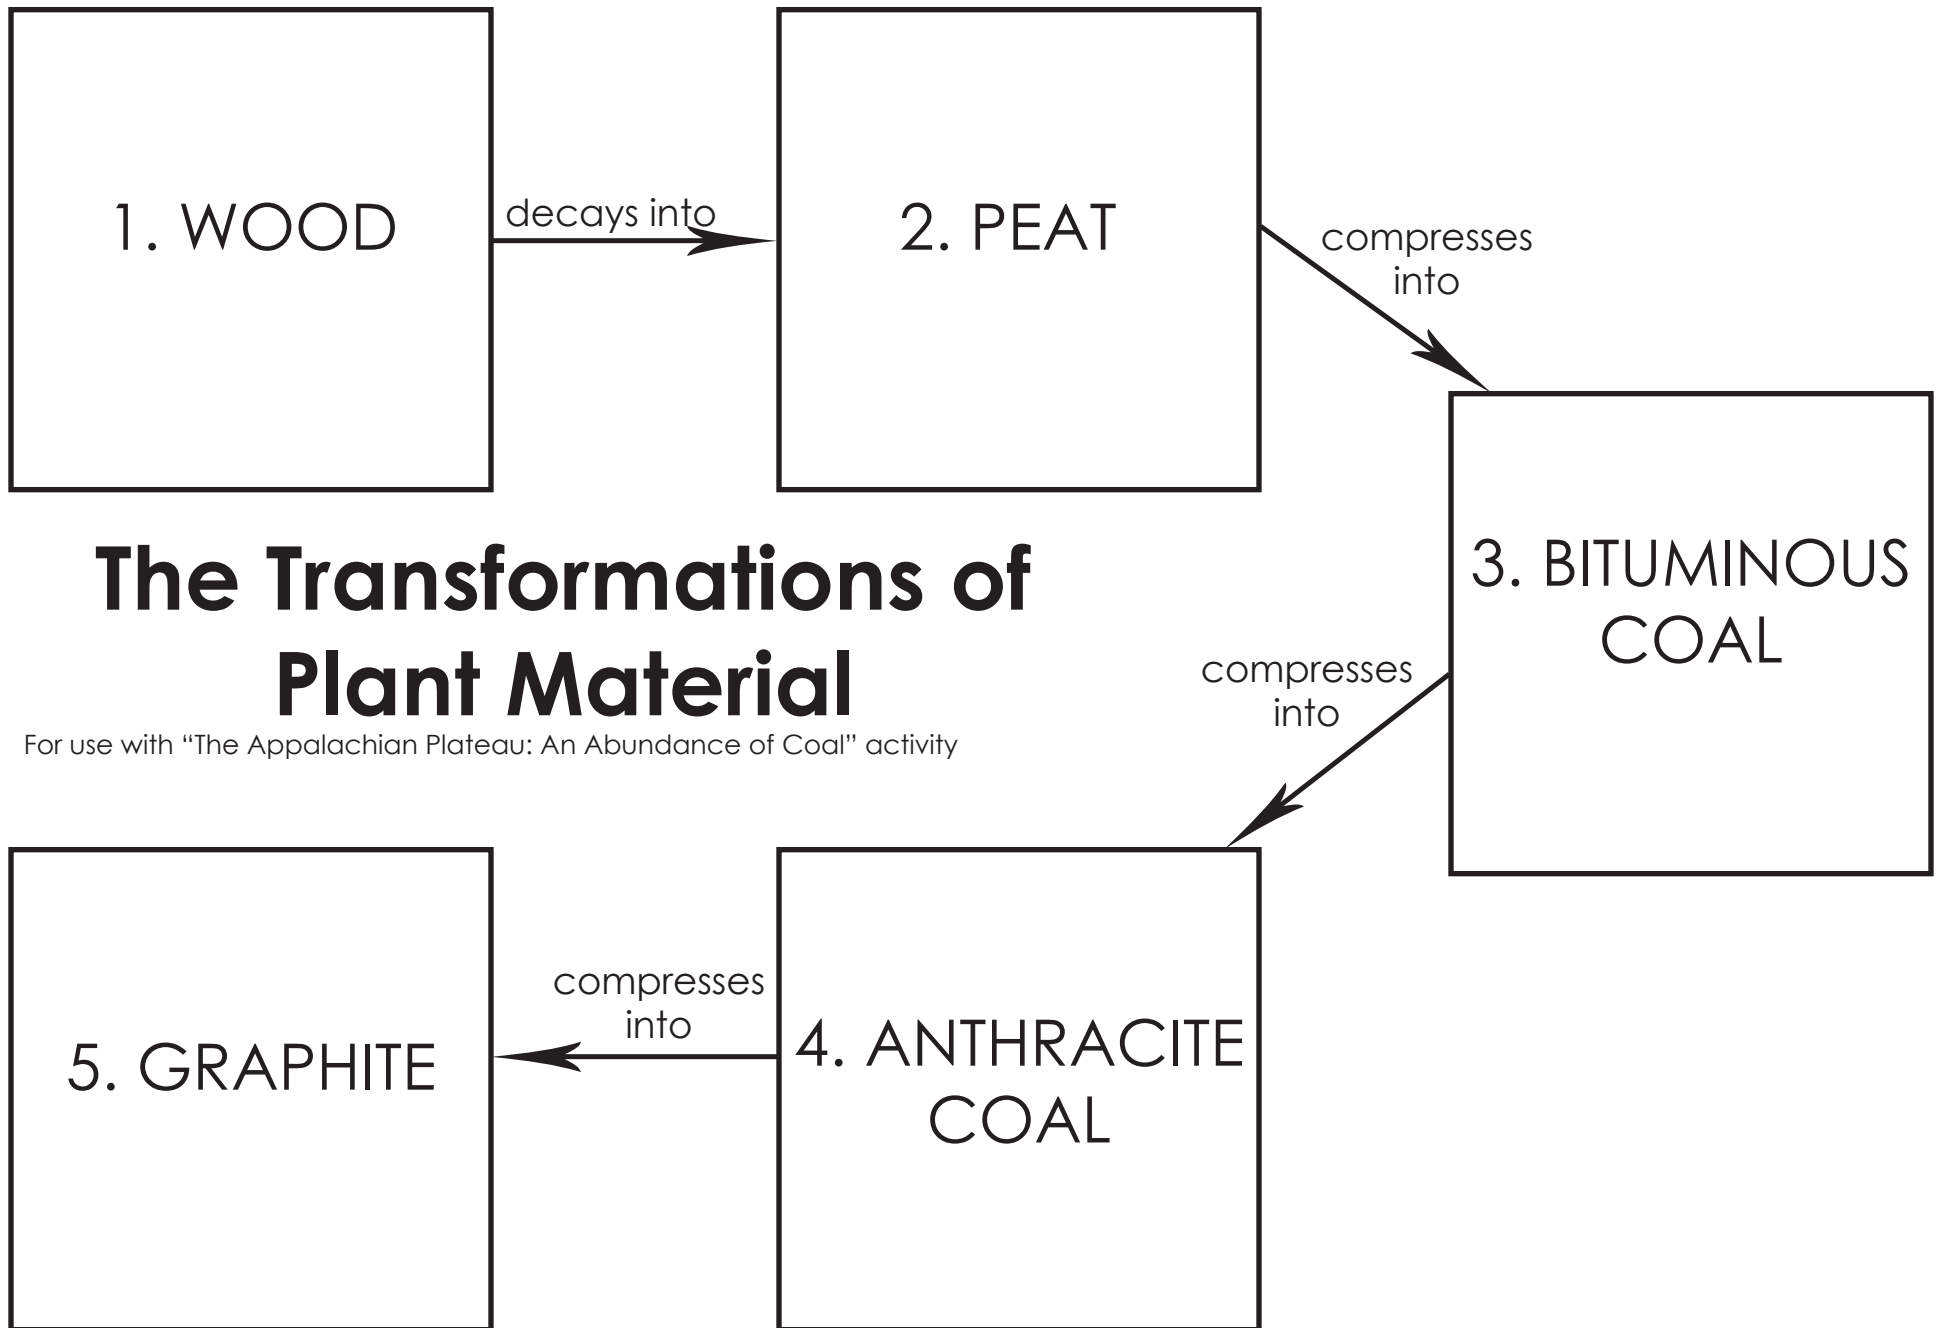 1. WOOD
decays into
2. PEAT
compresses
into
3. BITUMINOUS
COAL
The Transformations of
Plant Material
For use with “The Appalachian Plateau: An Abundance of Coal” activity
compresses
into
4. ANTHRACITE
COAL
compresses
into
5. GRAPHITE